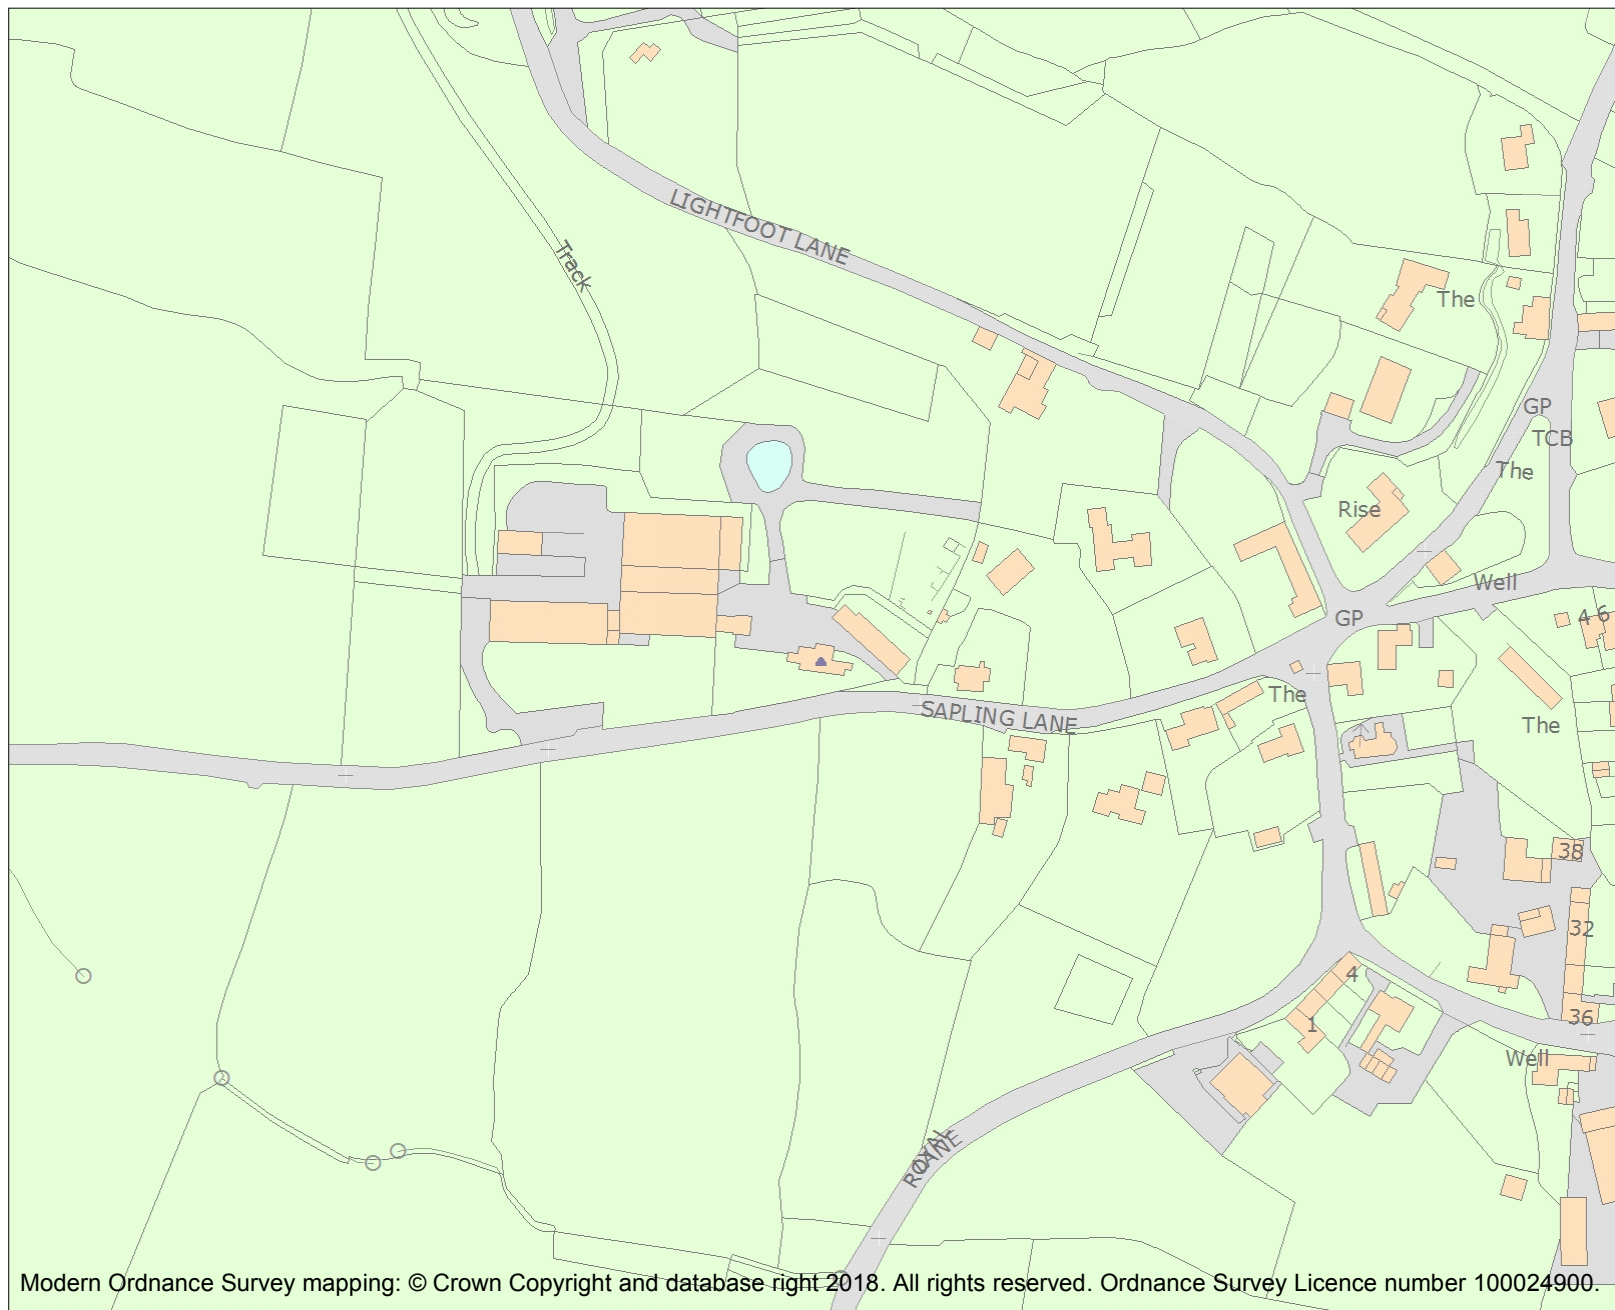 LIGHTFOOT LANE
Track
The
GP
TCB
The
Rise
Well
GP
4 6
The
SAPLING LANE
The
38
32
4
1
36
Well
ROYAL
LANE
Modern Ordnance Survey mapping: © Crown Copyright and database right 2018. All rights reserved. Ordnance Survey Licence number 100024900.